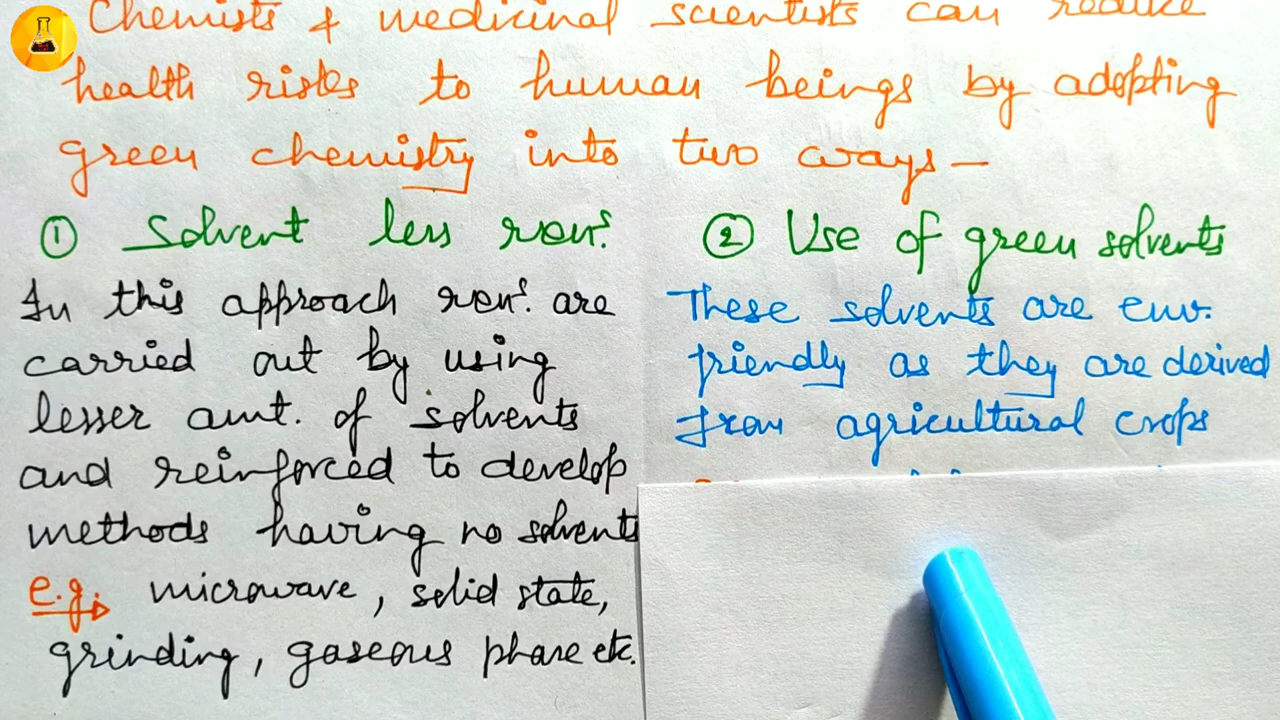 Chemists & medicinal scientists can reduce
health risks to human beings by adopting
green chemistry into two ways —
① Solvent less rxns.
In this approach rxns. are
carried out by using
lesser amt. of solvents
and reinforced to develop
methods having no solvents
e.g. microwave, solid state,
grinding, gaseous phase etc.
② Use of green solvents
These solvents are env.
friendly as they are derived
from agricultural crops